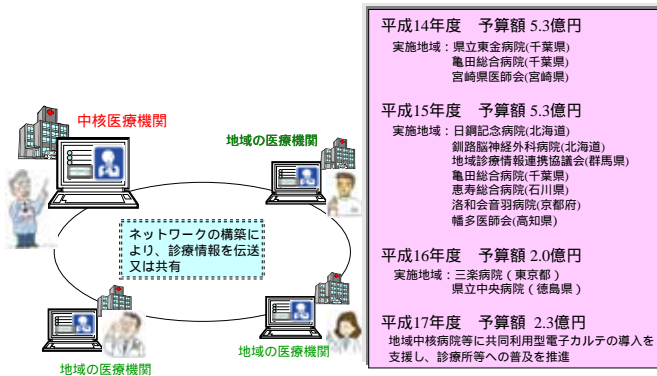 中核医療機関
地域の医療機関
ネットワークの構築に
より、診療情報を伝送
又は共有
地域の医療機関
地域の医療機関
平成14年度 予算額 5.3億円
実施地域：県立東金病院(千葉県)
亀田総合病院(千葉県)
宮崎県医師会(宮崎県)
平成15年度 予算額 5.3億円
実施地域：日鋼記念病院(北海道)
釧路脳神経外科病院(北海道)
地域診療情報連携協議会(群馬県)
亀田総合病院(千葉県)
恵寿総合病院(石川県)
洛和会音羽病院(京都府)
幡多医師会(高知県)
平成16年度 予算額 2.0億円
実施地域：三楽病院（東京都）
県立中央病院（徳島県）
平成17年度 予算額 2.3億円
地域中核病院等に共同利用型電子カルテの導入を
支援し、診療所等への普及を推進